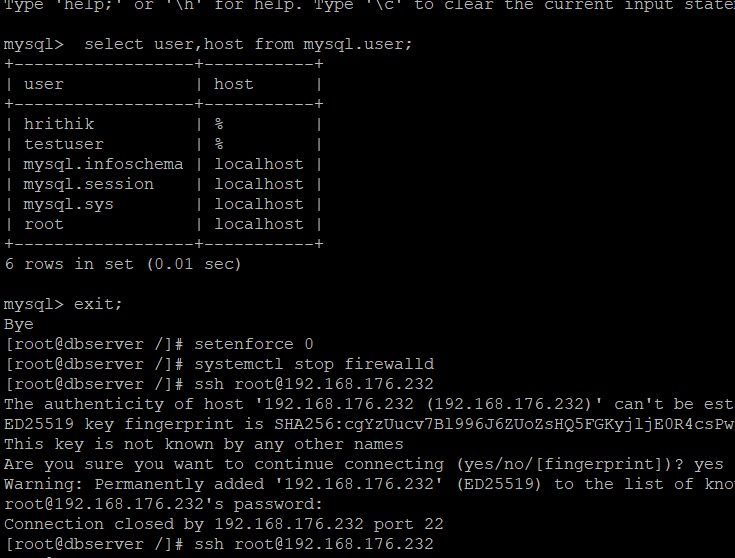 Type 'help;' or '\h' for help. Type '\c' to clear the current input state
mysql>  select user,host from mysql.user;
+------------------+-----------+
| user             | host      |
+------------------+-----------+
| hrithik          | %         |
| testuser         | %         |
| mysql.infoschema | localhost |
| mysql.session    | localhost |
| mysql.sys        | localhost |
| root             | localhost |
+------------------+-----------+
6 rows in set (0.01 sec)
mysql> exit;
Bye
[root@dbserver /]# setenforce 0
[root@dbserver /]# systemctl stop firewalld
[root@dbserver /]# ssh root@192.168.176.232
The authenticity of host '192.168.176.232 (192.168.176.232)' can't be est
ED25519 key fingerprint is SHA256:cgYzUucv7Bl996J6ZUoZsHQ5FGKyjljE0R4csPw
This key is not known by any other names
Are you sure you want to continue connecting (yes/no/[fingerprint])? yes
Warning: Permanently added '192.168.176.232' (ED25519) to the list of kno
root@192.168.176.232's password:
Connection closed by 192.168.176.232 port 22
[root@dbserver /]# ssh root@192.168.176.232